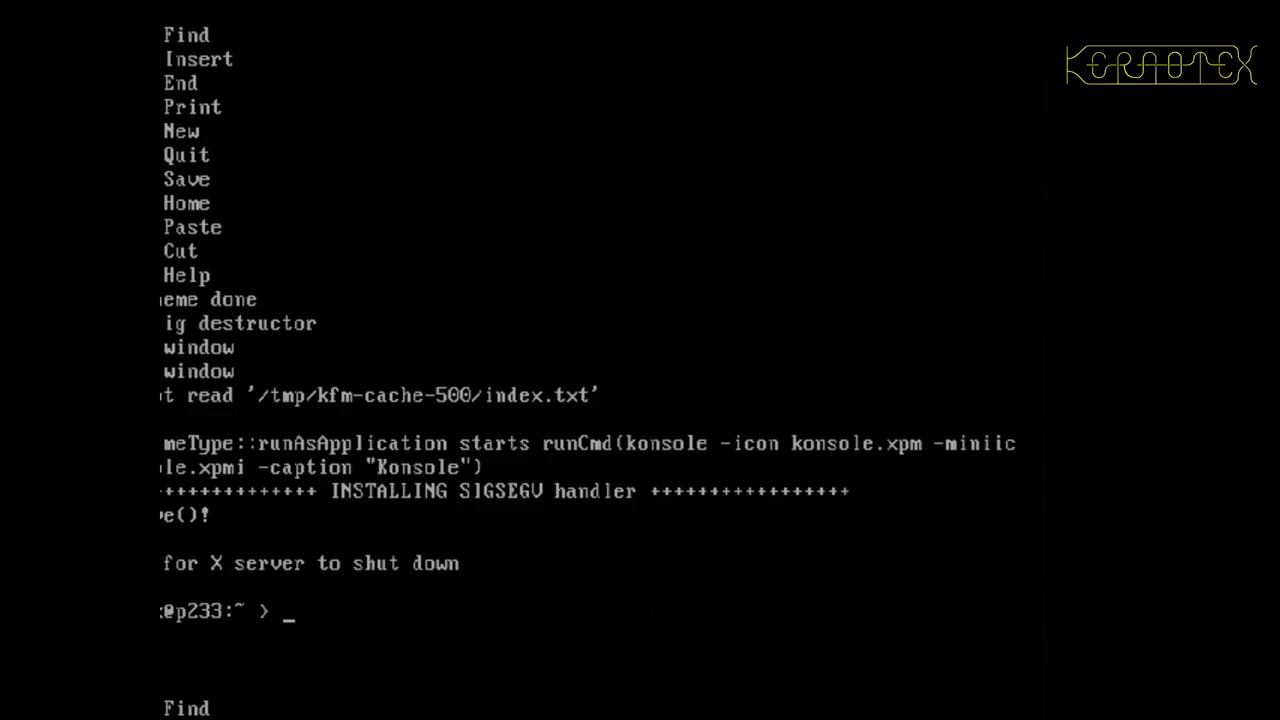 Find
KERNOTEX
Insert
End
Print
New
Quit
Save
Home
Paste
Cut
Help
eme done
ig destructor
window
window
t read '/tmp/kfm-cache-500/index.txt'
meType::runAsApplication starts runCmd(konsole -icon konsole.xpm -miniic
le.xpmi -caption "Konsole")
+++++++++++++ INSTALLING SIGSEGV handler +++++++++++++++++
ve()!
for X server to shut down
@p233:~ > _
Find